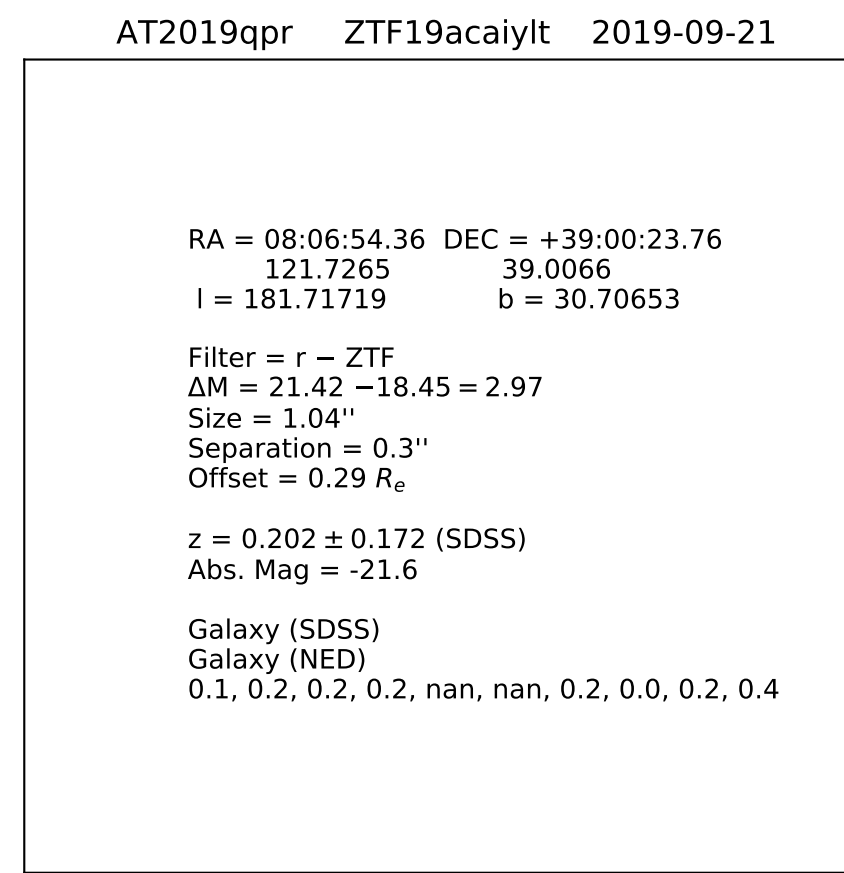 AT2019qpr ZTF19acaiylt 2019-09-21
RA = 08:06:54.36 DEC = +39:00:23.76
121.7265 39.0066
l = 181.71719 b = 30.70653
Filter = r − ZTF
ΔM = 21.42 −18.45 = 2.97
Size = 1.04''
Separation = 0.3''
Offset = 0.29 Re
z = 0.202 ± 0.172 (SDSS)
Abs. Mag = -21.6
Galaxy (SDSS)
Galaxy (NED)
0.1, 0.2, 0.2, 0.2, nan, nan, 0.2, 0.0, 0.2, 0.4